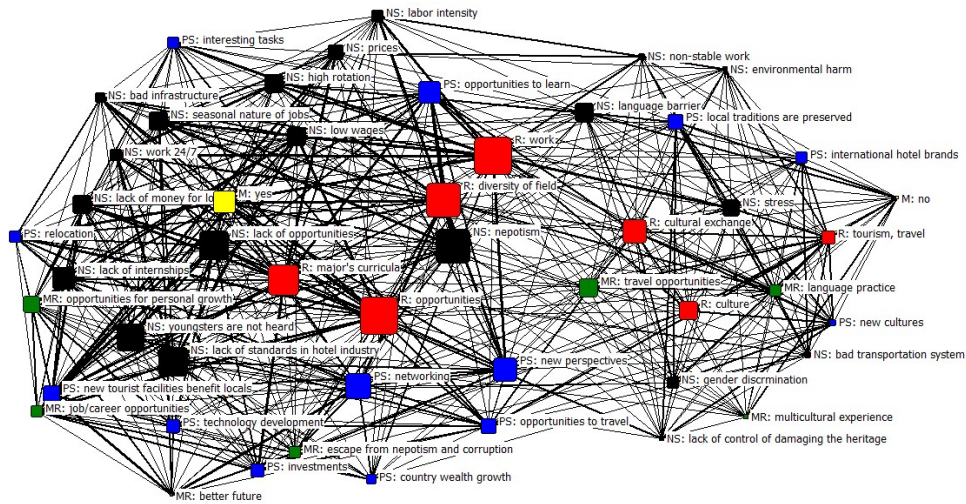 NS: labor intensity
PS: interesting tasks
NS: prices
NS: non-stable work
NS: environmental harm
NS: high rotation
PS: opportunities to learn
NS: bad infrastructure
NS: seasonal nature of jobs
NS: language barrier
PS: local traditions are preserved
NS: low wages
R: work
NS: work 24/7
PS: international hotel brands
R: diversity of field
NS: lack of money for lo
M: yes
M: no
NS: stress
R: cultural exchange
PS: relocation
NS: lack of opportunities
NS: nepotism
R: tourism, travel
NS: lack of internships
R: major's curricula
MR: travel opportunities
MR: language practice
MR: opportunities for personal growth
R: opportunities
R: culture
PS: new cultures
NS: youngsters are not heard
NS: lack of standards in hotel industry
PS: new perspectives
NS: bad transportation system
PS: networking
NS: gender discrmination
PS: new tourist facilities benefit locals
MR: job/career opportunities
PS: technology development
PS: opportunities to travel
MR: multicultural experience
NS: lack of control of damaging the heritage
MR: escape from nepotism and corruption
PS: investments
PS: country wealth growth
MR: better future